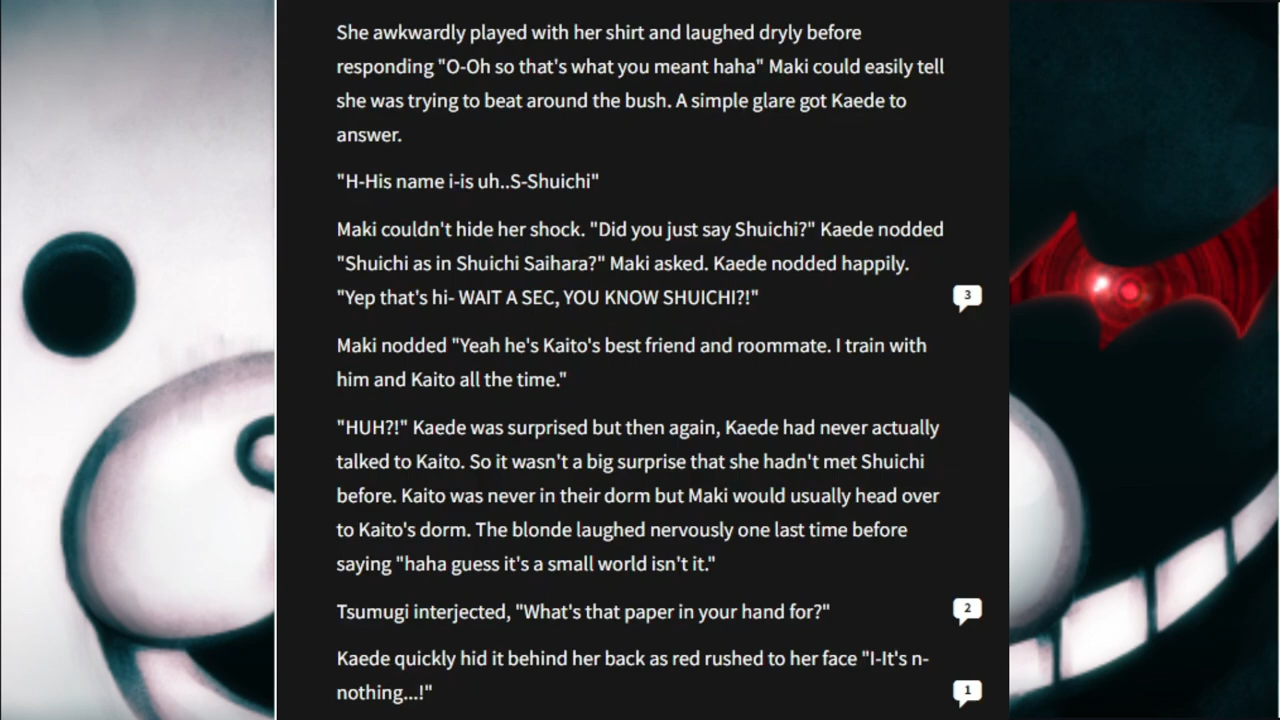 She awkwardly played with her shirt and laughed dryly before
responding "O-Oh so that's what you meant haha" Maki could easily tell
she was trying to beat around the bush. A simple glare got Kaede to
answer.
"H-His name i-is uh..S-Shuichi"
Maki couldn't hide her shock. "Did you just say Shuichi?" Kaede nodded
"Shuichi as in Shuichi Saihara?" Maki asked. Kaede nodded happily.
"Yep that's hi- WAIT A SEC, YOU KNOW SHUICHI?!"
3
Maki nodded "Yeah he's Kaito's best friend and roommate. I train with
him and Kaito all the time."
"HUH?!" Kaede was surprised but then again, Kaede had never actually
talked to Kaito. So it wasn't a big surprise that she hadn't met Shuichi
before. Kaito was never in their dorm but Maki would usually head over
to Kaito's dorm. The blonde laughed nervously one last time before
saying "haha guess it's a small world isn't it."
Tsumugi interjected, "What's that paper in your hand for?"
2
Kaede quickly hid it behind her back as red rushed to her face "I-It's n-
nothing...!"
1